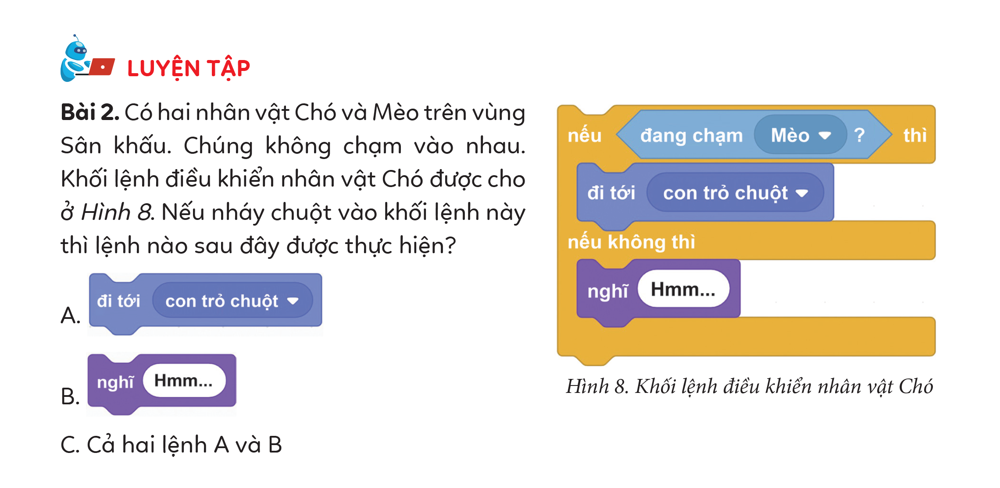 LUYỆN TẬP
Bài 2. Có hai nhân vật Chó và Mèo trên vùng
Sân khấu. Chúng không chạm vào nhau.
Khối lệnh điều khiển nhân vật Chó được cho
ở Hình 8. Nếu nháy chuột vào khối lệnh này
thì lệnh nào sau đây được thực hiện?
A. đi tới con trỏ chuột
B. nghĩ Hmm...
C. Cả hai lệnh A và B
nếu đang chạm Mèo ? thì
đi tới con trỏ chuột
nếu không thì
nghĩ Hmm...
Hình 8. Khối lệnh điều khiển nhân vật Chó